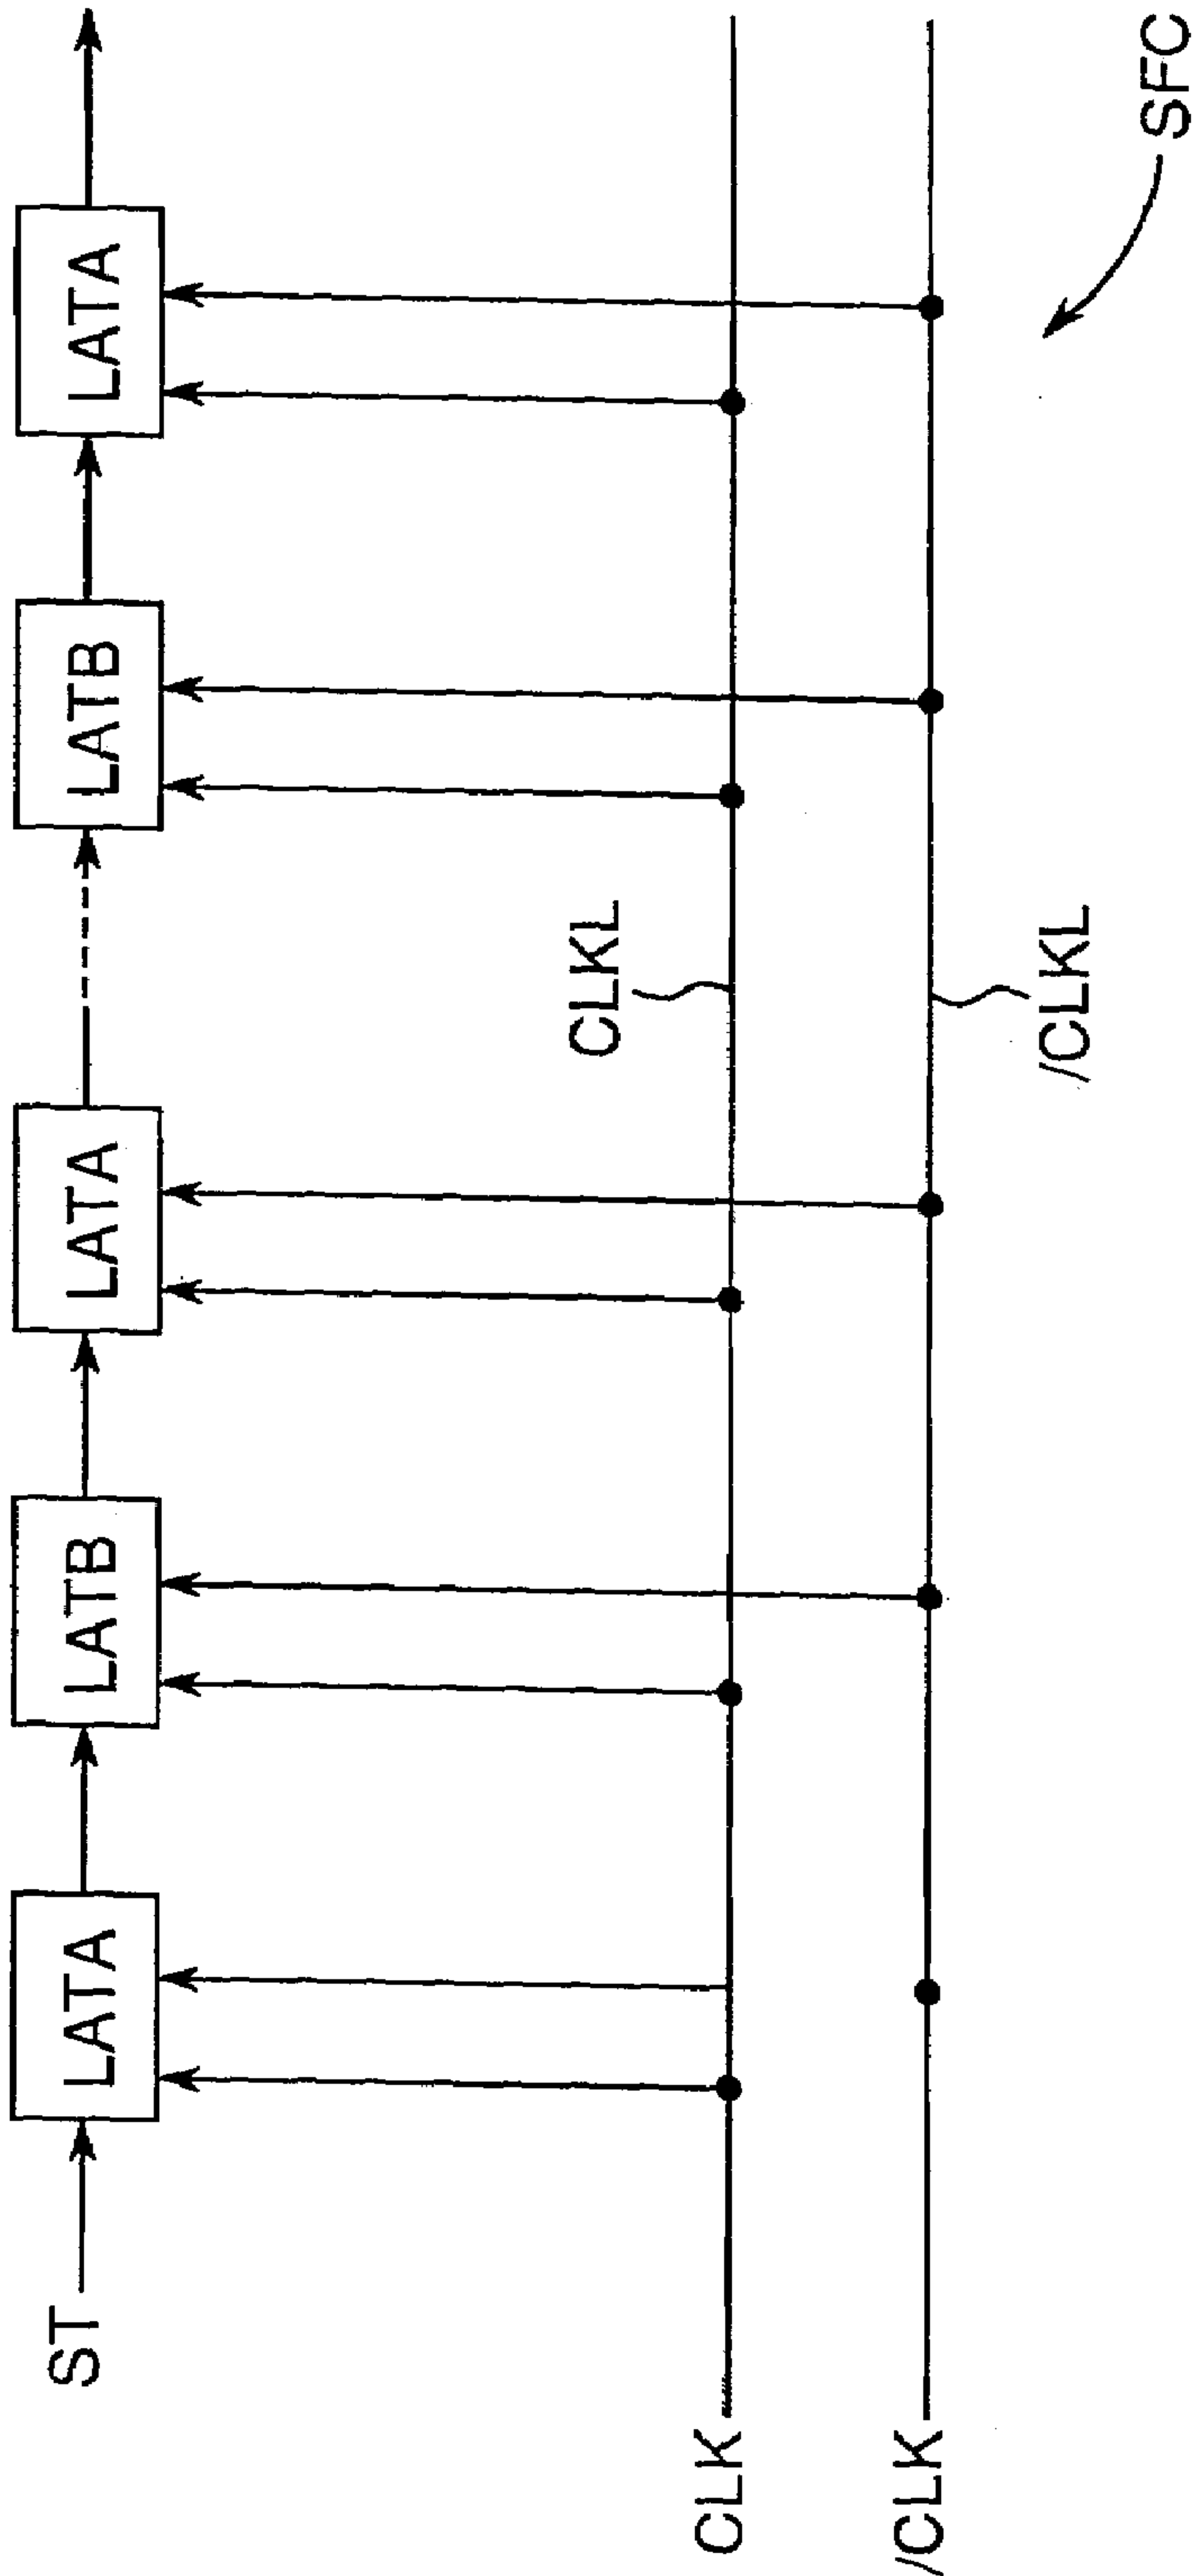 ST
LATA
LATB
LATA
LATB
LATA
CLKL
CLK
/CLKL
/CLK
SFC